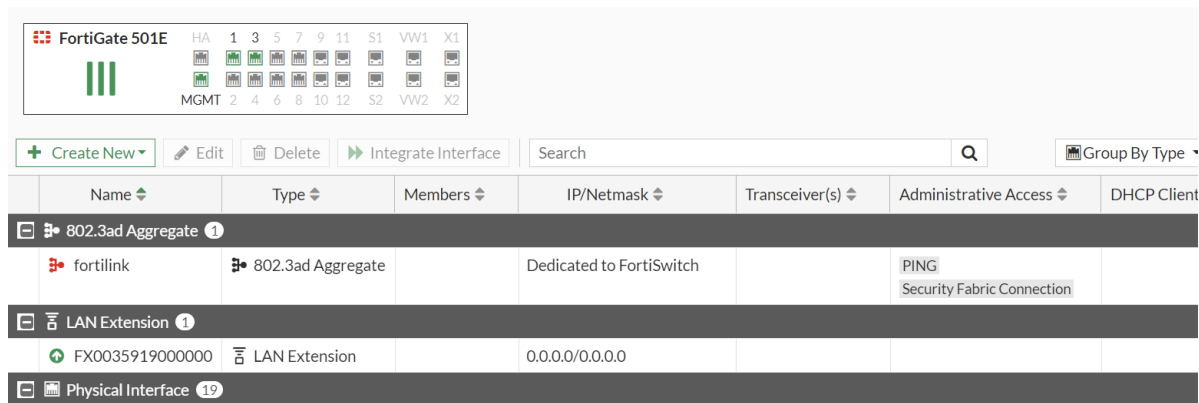 FortiGate 501E HA 1 3 5 7 9 11 S1 VW1 X1
MGMT 2 4 6 8 10 12 S2 VW2 X2
+ Create New Edit Delete Integrate Interface Search Group By Type
Name Type Members IP/Netmask Transceiver(s) Administrative Access DHCP Client
802.3ad Aggregate 1
fortilink 802.3ad Aggregate Dedicated to FortiSwitch PING
Security Fabric Connection
LAN Extension 1
FX0035919000000 LAN Extension 0.0.0.0/0.0.0.0
Physical Interface 19